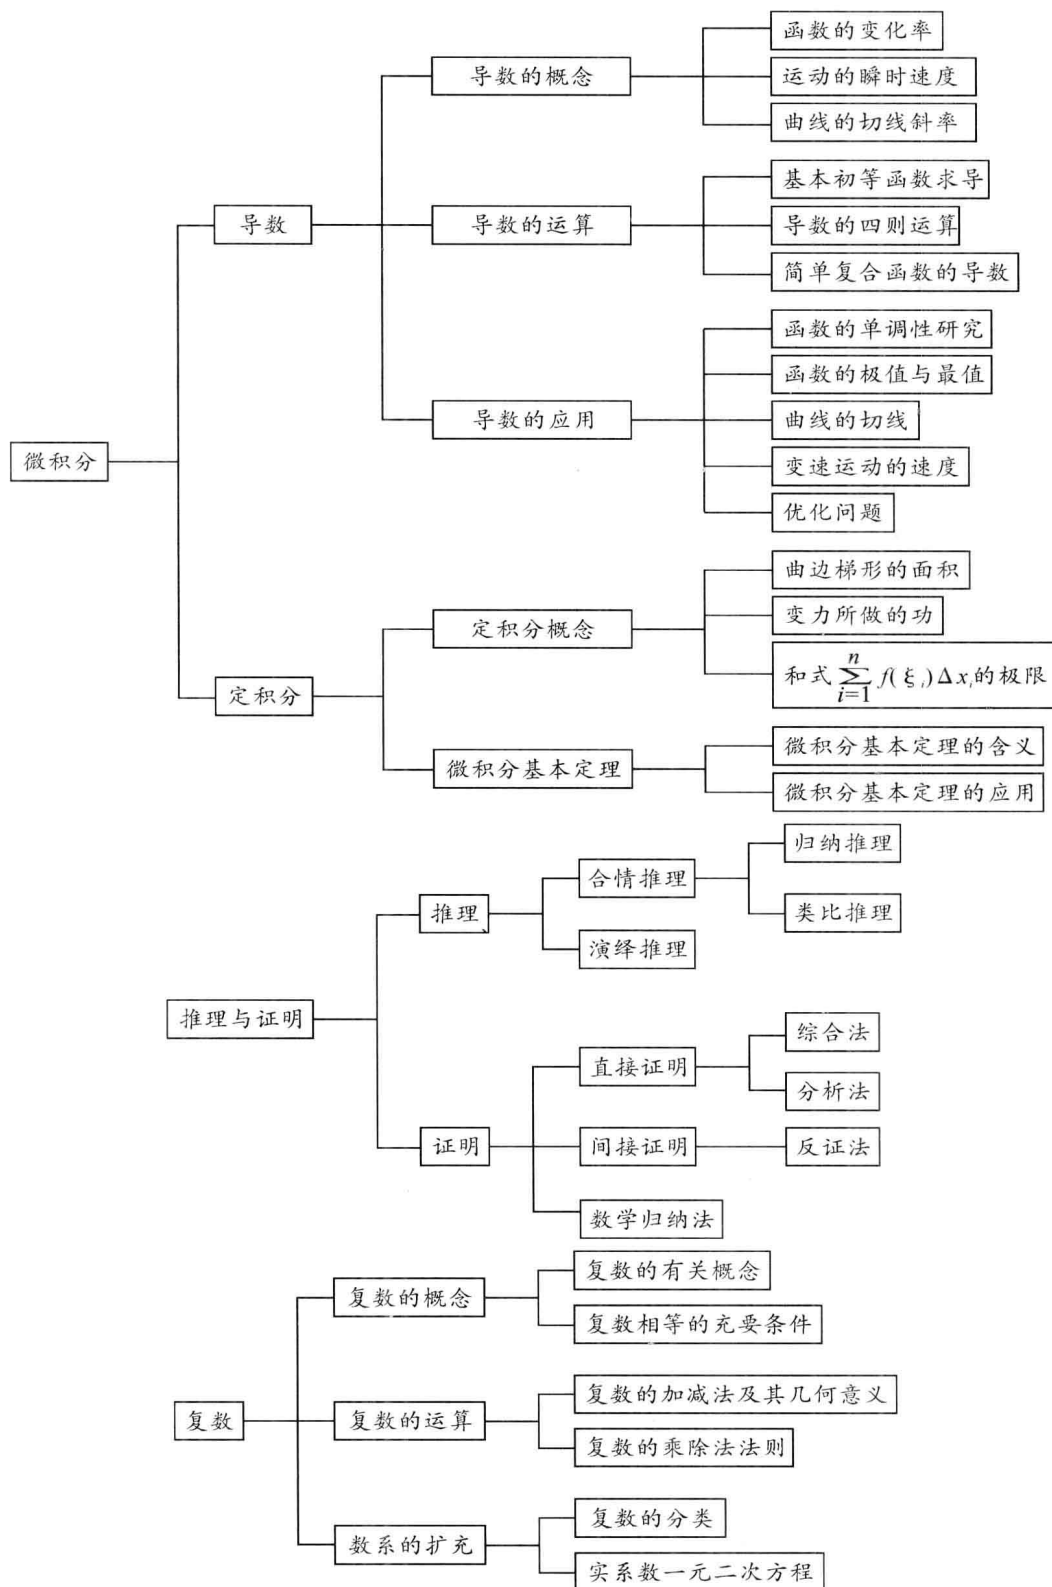 函数的变化率
导数的概念
运动的瞬时速度
曲线的切线斜率
基本初等函数求导
导数
导数的运算
导数的四则运算
简单复合函数的导数
函数的单调性研究
函数的极值与最值
导数的应用
曲线的切线
微积分
变速运动的速度
优化问题
曲边梯形的面积
定积分概念
变力所做的功
和式 \sum_{i=1}^{n} f(ξ_i)Δx_i的极限
定积分
微积分基本定理的含义
微积分基本定理
微积分基本定理的应用
归纳推理
合情推理
推理
类比推理
演绎推理
推理与证明
综合法
直接证明
分析法
证明
间接证明
反证法
数学归纳法
复数的有关概念
复数的概念
复数相等的充要条件
复数的加减法及其几何意义
复数
复数的运算
复数的乘除法法则
复数的分类
数系的扩充
实系数一元二次方程